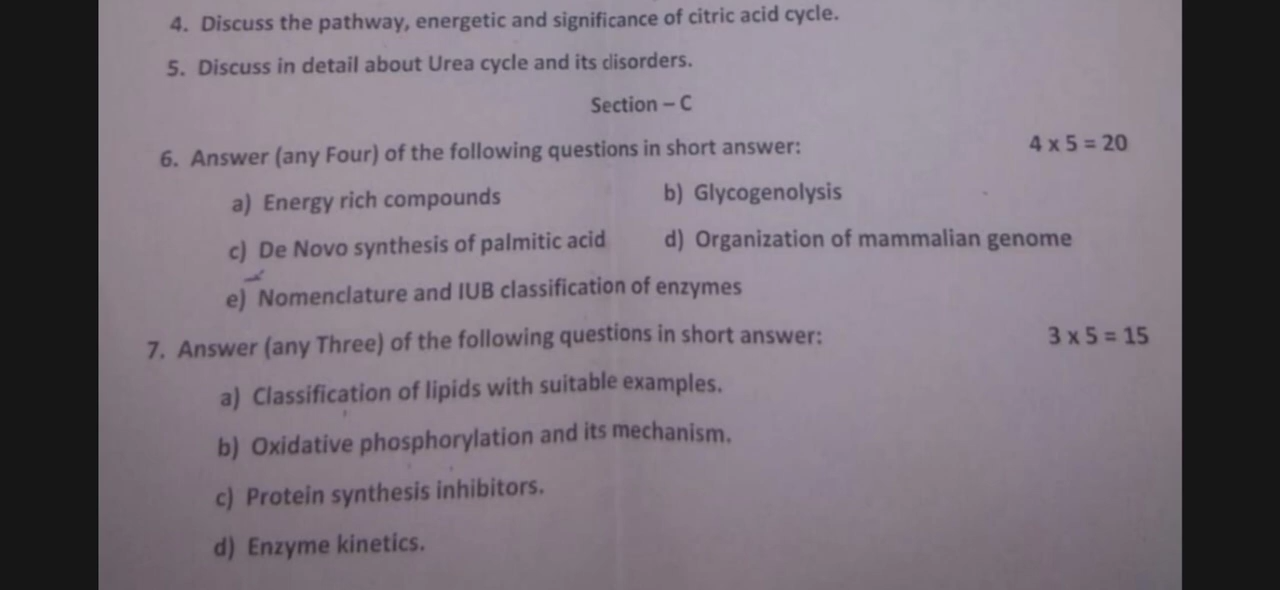 4. Discuss the pathway, energetic and significance of citric acid cycle.
5. Discuss in detail about Urea cycle and its disorders.
Section – C
6. Answer (any Four) of the following questions in short answer: 4 x 5 = 20
a) Energy rich compounds b) Glycogenolysis
c) De Novo synthesis of palmitic acid d) Organization of mammalian genome
e) Nomenclature and IUB classification of enzymes
7. Answer (any Three) of the following questions in short answer: 3 x 5 = 15
a) Classification of lipids with suitable examples.
b) Oxidative phosphorylation and its mechanism.
c) Protein synthesis inhibitors.
d) Enzyme kinetics.